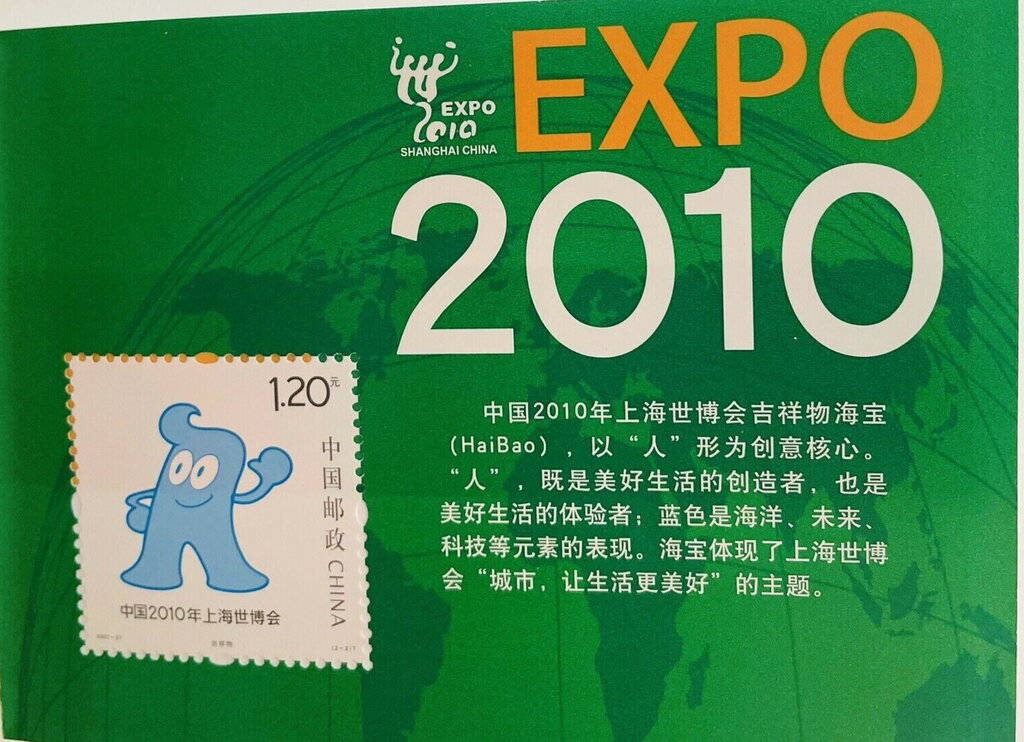 EXPO
2010
SHANGHAI CHINA
EXPO
2010
1.20元
中国邮政 CHINA
中国2010年上海世博会
吉祥物
(2-2)T
中国2010年上海世博会吉祥物海宝
（HaiBao），以“人”形为创意核心。
“人”，既是美好生活的创造者，也是
美好生活的体验者；蓝色是海洋、未来、
科技等元素的表现。海宝体现了上海世博
会“城市，让生活更美好”的主题。